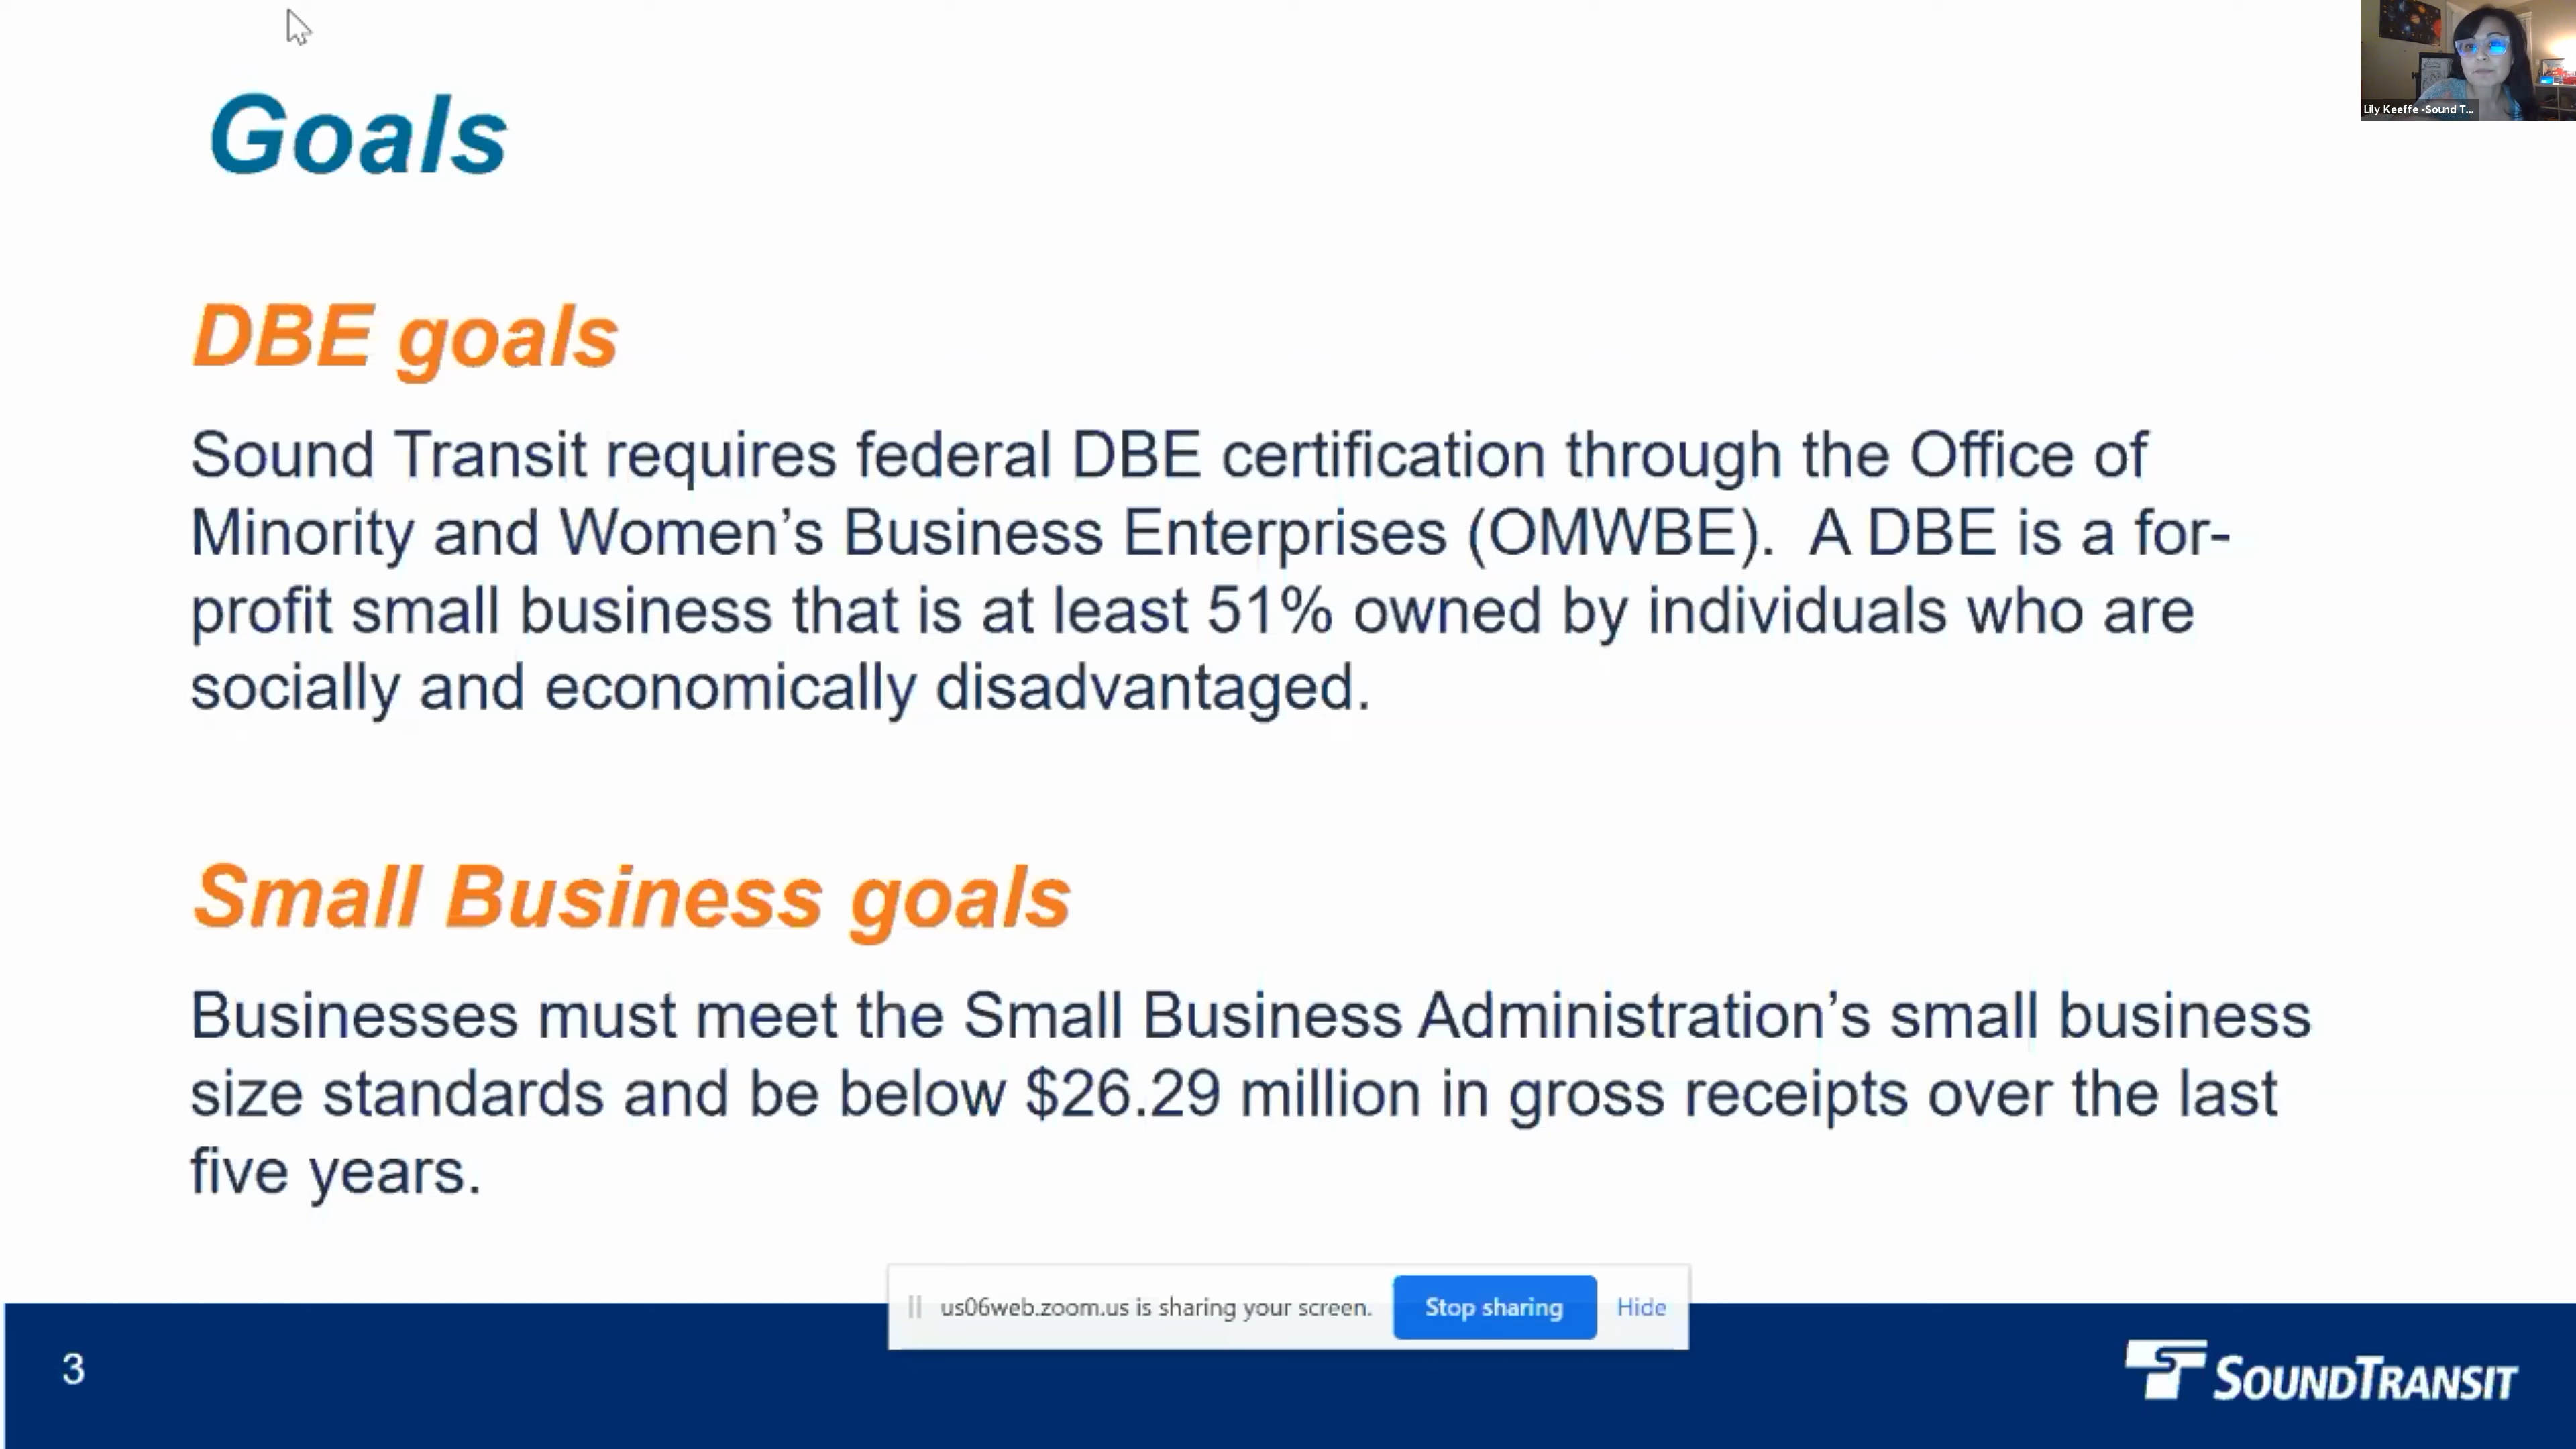 Goals
Lily Keeffe -Sound T...
DBE goals
Sound Transit requires federal DBE certification through the Office of
Minority and Women’s Business Enterprises (OMWBE).  A DBE is a for-
profit small business that is at least 51% owned by individuals who are
socially and economically disadvantaged.
Small Business goals
Businesses must meet the Small Business Administration’s small business
size standards and be below $26.29 million in gross receipts over the last
five years.
us06web.zoom.us is sharing your screen.
Stop sharing
Hide
3
SOUNDTRANSIT